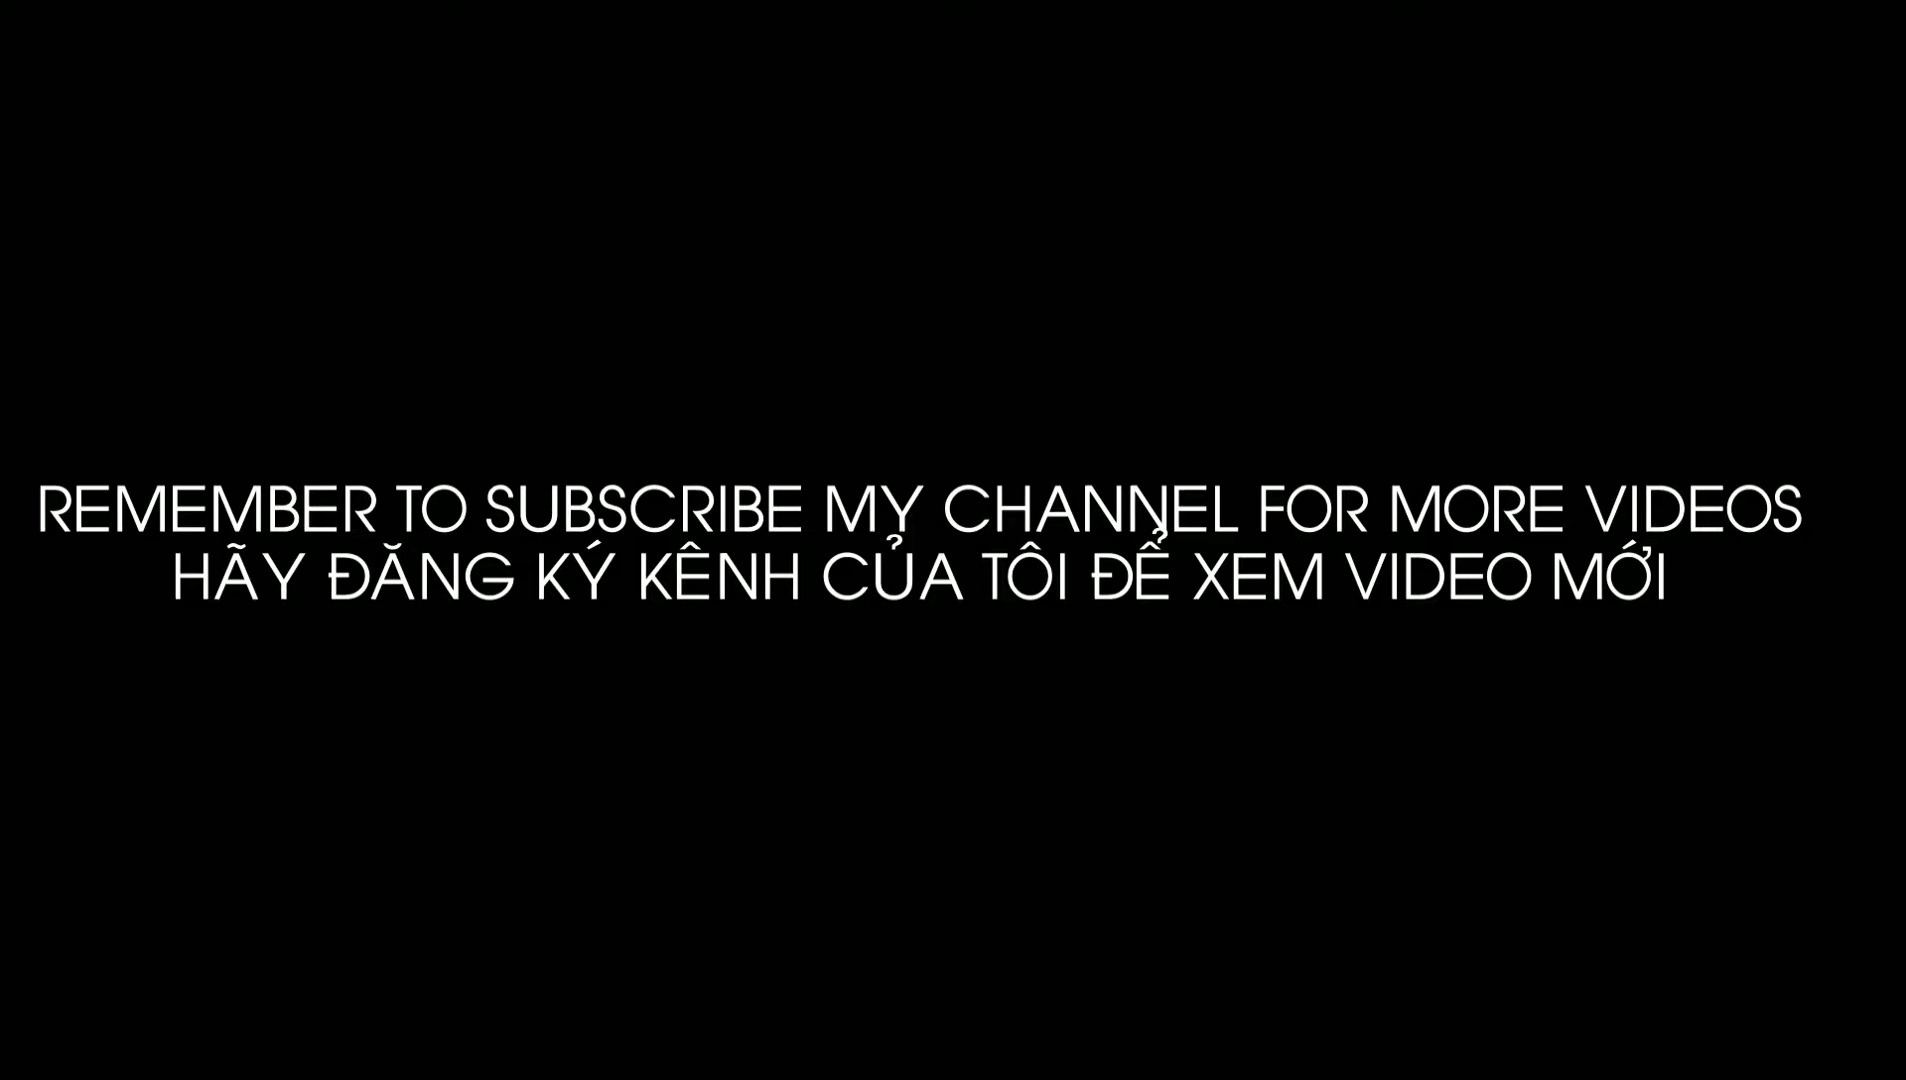 REMEMBER TO SUBSCRIBE MY CHANNEL FOR MORE VIDEOS
HÃY ĐĂNG KÝ KÊNH CỦA TÔI ĐỂ XEM VIDEO MỚI